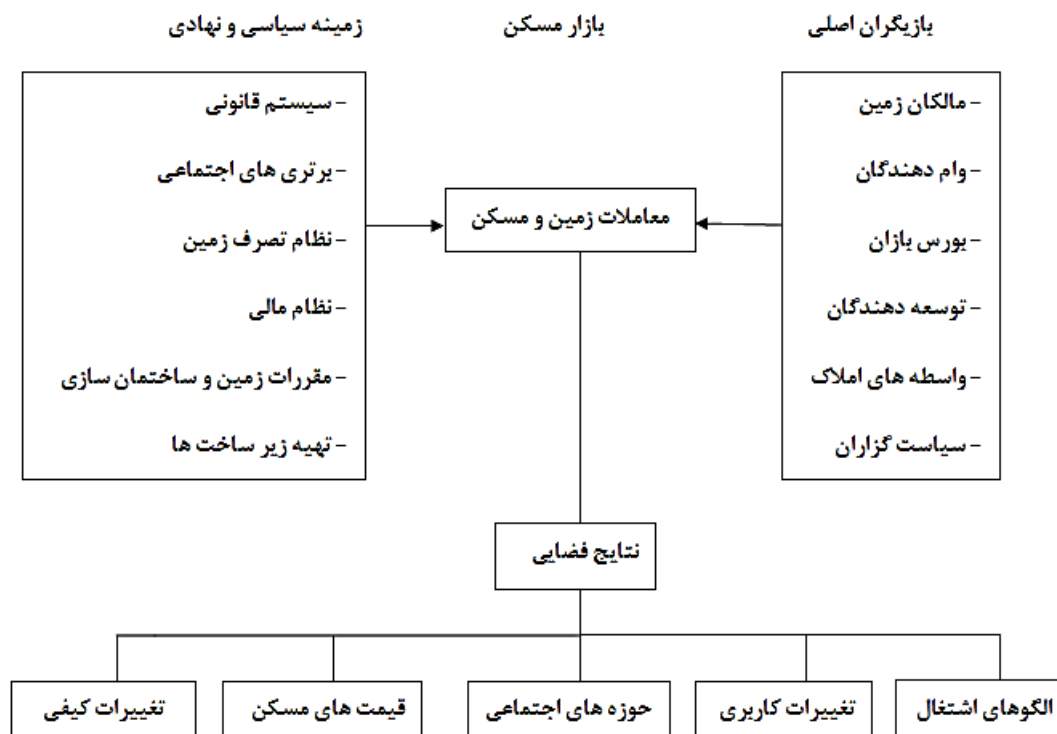 بازیگران اصلی
بازار مسکن
زمینه سیاسی و نهادی
- مالکان زمین
- وام دهندگان
- بورس بازان
- توسعه دهندگان
- واسطه های املاک
- سیاست گزاران
معاملات زمین و مسکن
- سیستم قانونی
- برتری های اجتماعی
- نظام تصرف زمین
- نظام مالی
- مقررات زمین و ساختمان سازی
- تهیه زیر ساخت ها
نتایج فضایی
الگوهای اشتغال
تغییرات کاربری
حوزه های اجتماعی
قیمت های مسکن
تغییرات کیفی